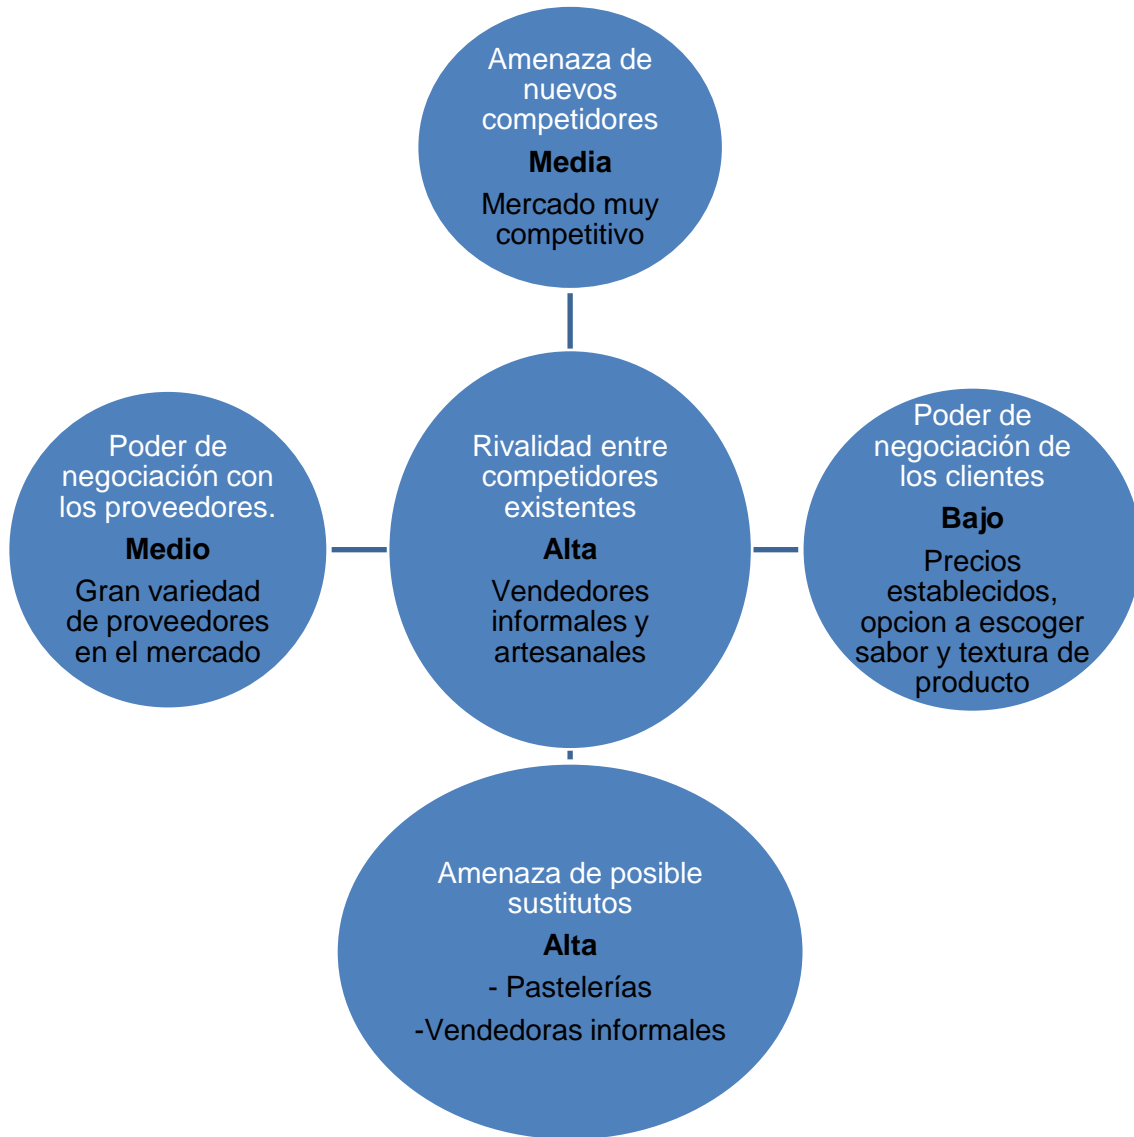 Amenaza de
nuevos
competidores
Media
Mercado muy
competitivo
Poder de
negociación con
los proveedores.
Medio
Gran variedad
de proveedores
en el mercado
Rivalidad entre
competidores
existentes
Alta
Vendedores
informales y
artesanales
Poder de
negociación de
los clientes
Bajo
Precios
establecidos,
opcion a escoger
sabor y textura de
producto
Amenaza de posible
sustitutos
Alta
- Pastelerías
-Vendedoras informales